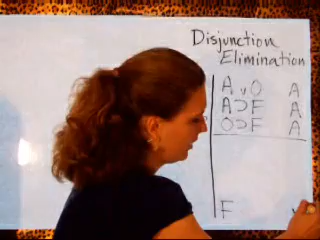 Disjunction
Elimination
A v O A
A ⊃ F A
O ⊃ F A
F